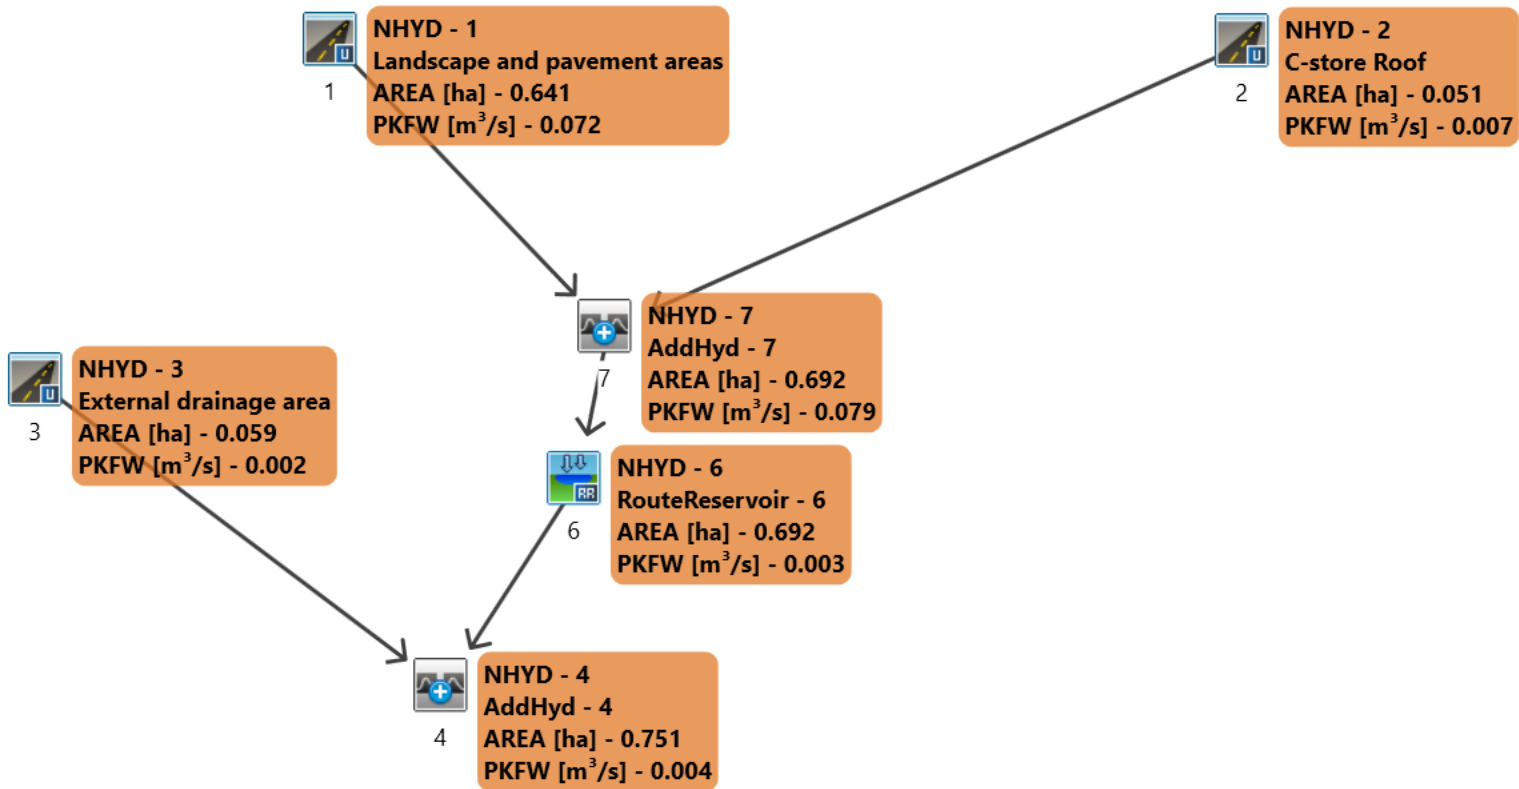 NHYD - 1
Landscape and pavement areas
AREA [ha] - 0.641
PKFW [m³/s] - 0.072
1
U
NHYD - 2
C-store Roof
AREA [ha] - 0.051
PKFW [m³/s] - 0.007
2
U
NHYD - 7
AddHyd - 7
AREA [ha] - 0.692
PKFW [m³/s] - 0.079
7
NHYD - 3
External drainage area
AREA [ha] - 0.059
PKFW [m³/s] - 0.002
3
U
NHYD - 6
RouteReservoir - 6
AREA [ha] - 0.692
PKFW [m³/s] - 0.003
6
RR
NHYD - 4
AddHyd - 4
AREA [ha] - 0.751
PKFW [m³/s] - 0.004
4